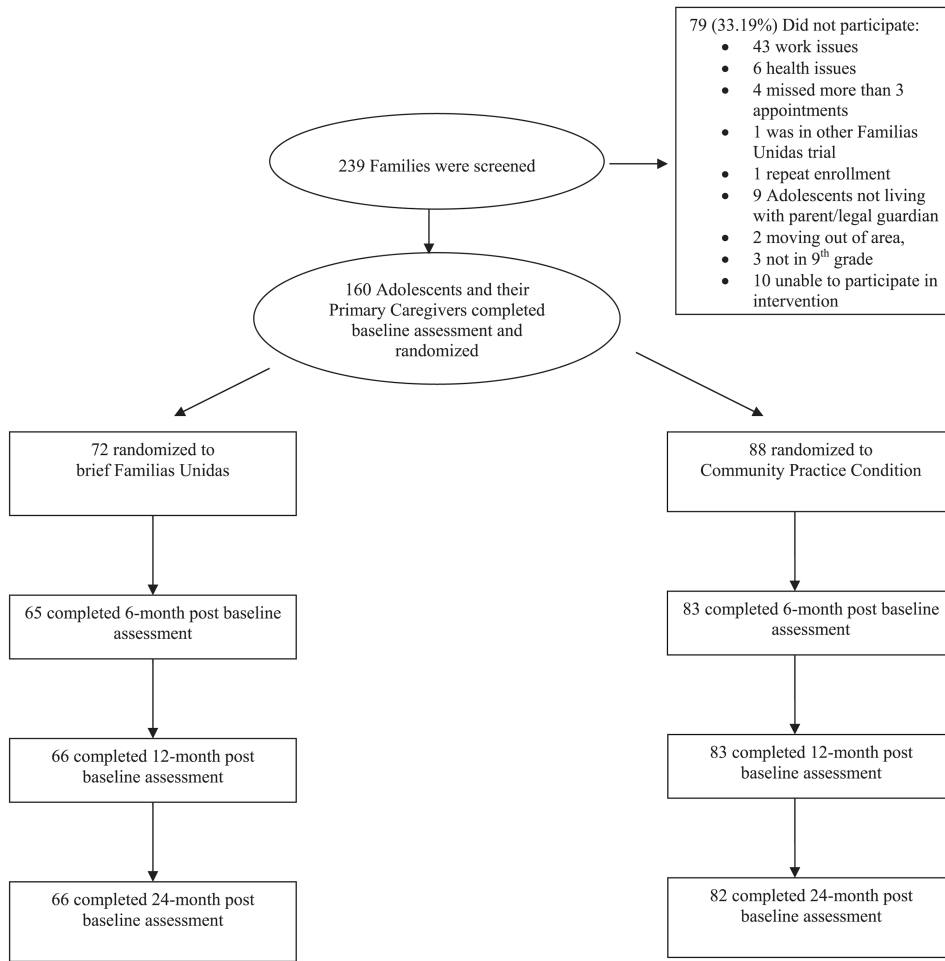 79 (33.19%) Did not participate:
• 43 work issues
• 6 health issues
• 4 missed more than 3
appointments
• 1 was in other Familias
Unidas trial
• 1 repeat enrollment
• 9 Adolescents not living
with parent/legal guardian
• 2 moving out of area,
• 3 not in 9th grade
• 10 unable to participate in
intervention
239 Families were screened
160 Adolescents and their
Primary Caregivers completed
baseline assessment and
randomized
72 randomized to
brief Familias Unidas
88 randomized to
Community Practice Condition
65 completed 6-month post baseline
assessment
83 completed 6-month post baseline
assessment
66 completed 12-month post
baseline assessment
83 completed 12-month post
baseline assessment
66 completed 24-month post
baseline assessment
82 completed 24-month post
baseline assessment